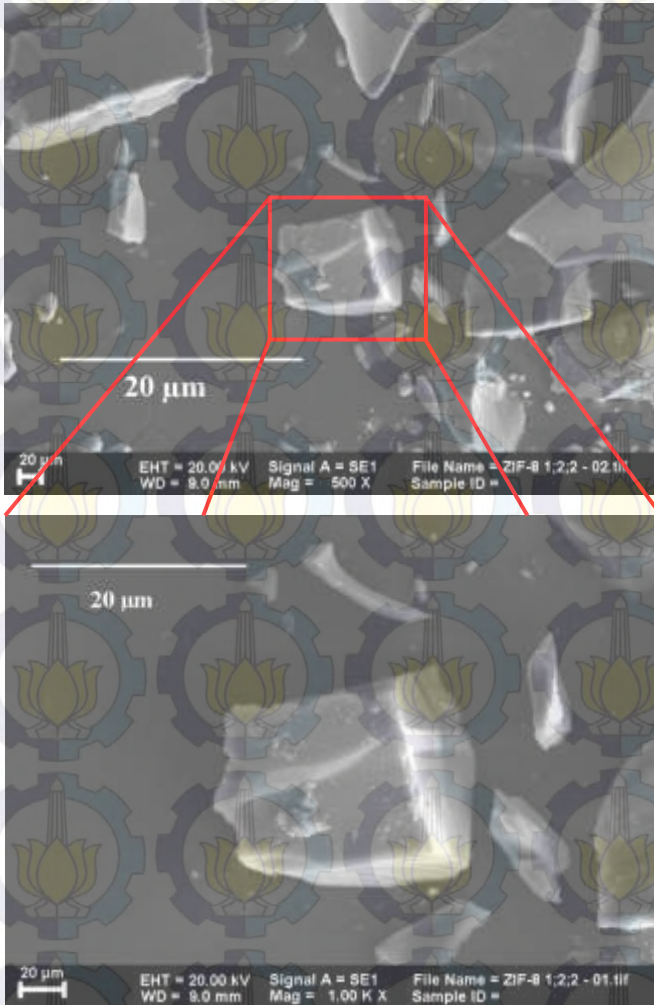 20 µm
20 µm
EHT = 20.00 kV Signal A = SE1 File Name = ZIF-8 1;2;2 - 02.tif
WD = 9.0 mm Mag = 500 X Sample ID =
20 µm
20 µm
EHT = 20.00 kV Signal A = SE1 File Name = ZIF-8 1;2;2 - 01.tif
WD = 9.0 mm Mag = 1.00 K X Sample ID =